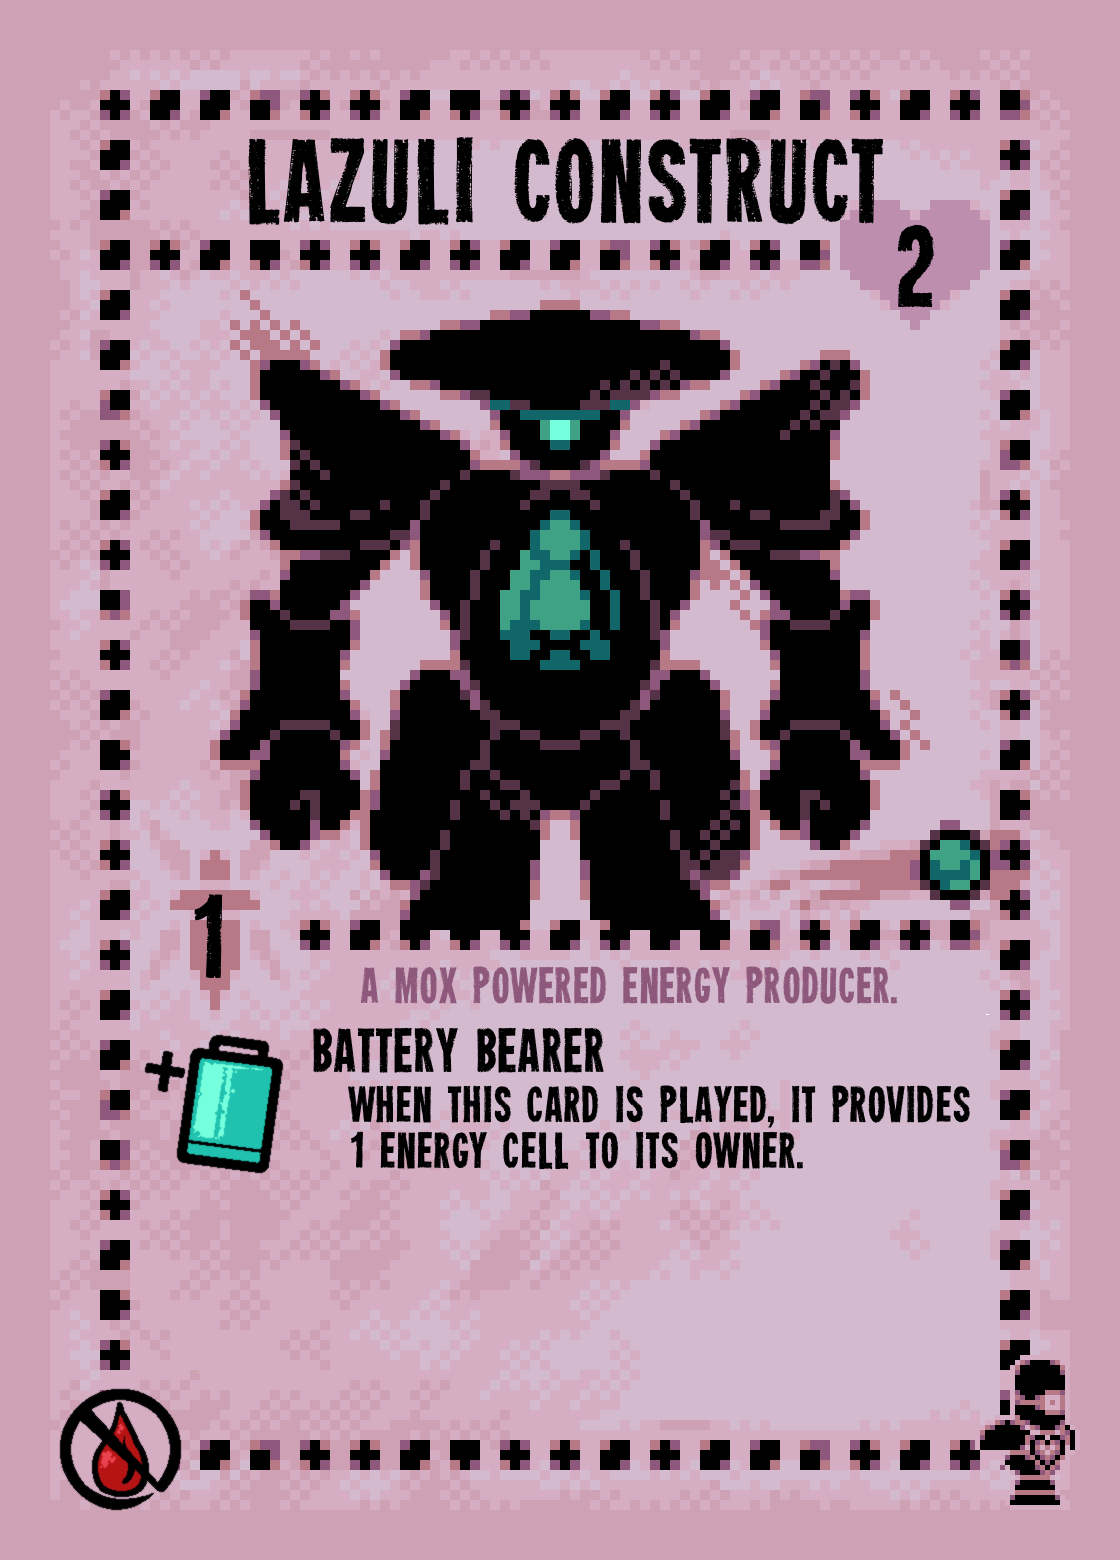 LAZULI CONSTRUCT
2
1
A MOX POWERED ENERGY PRODUCER.
BATTERY BEARER
WHEN THIS CARD IS PLAYED, IT PROVIDES
1 ENERGY CELL TO ITS OWNER.